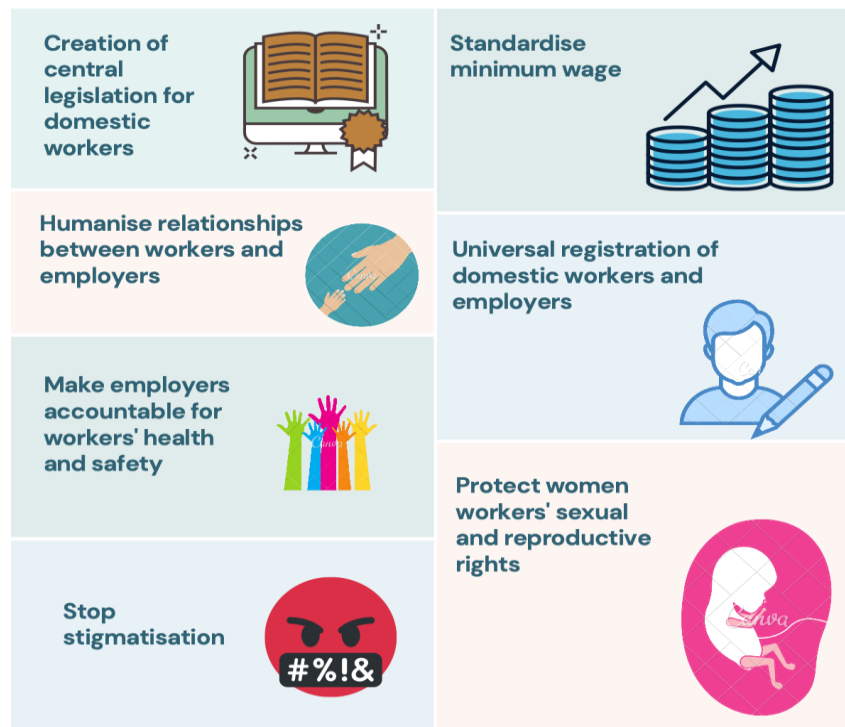 Creation of
central
legislation for
domestic
workers
Humanise relationships
between workers and
employers
Make employers
accountable for
workers' health
and safety
Stop
stigmatisation
#%!&
Standardise
minimum wage
Universal registration of
domestic workers and
employers
Protect women
workers' sexual
and reproductive
rights
Canva